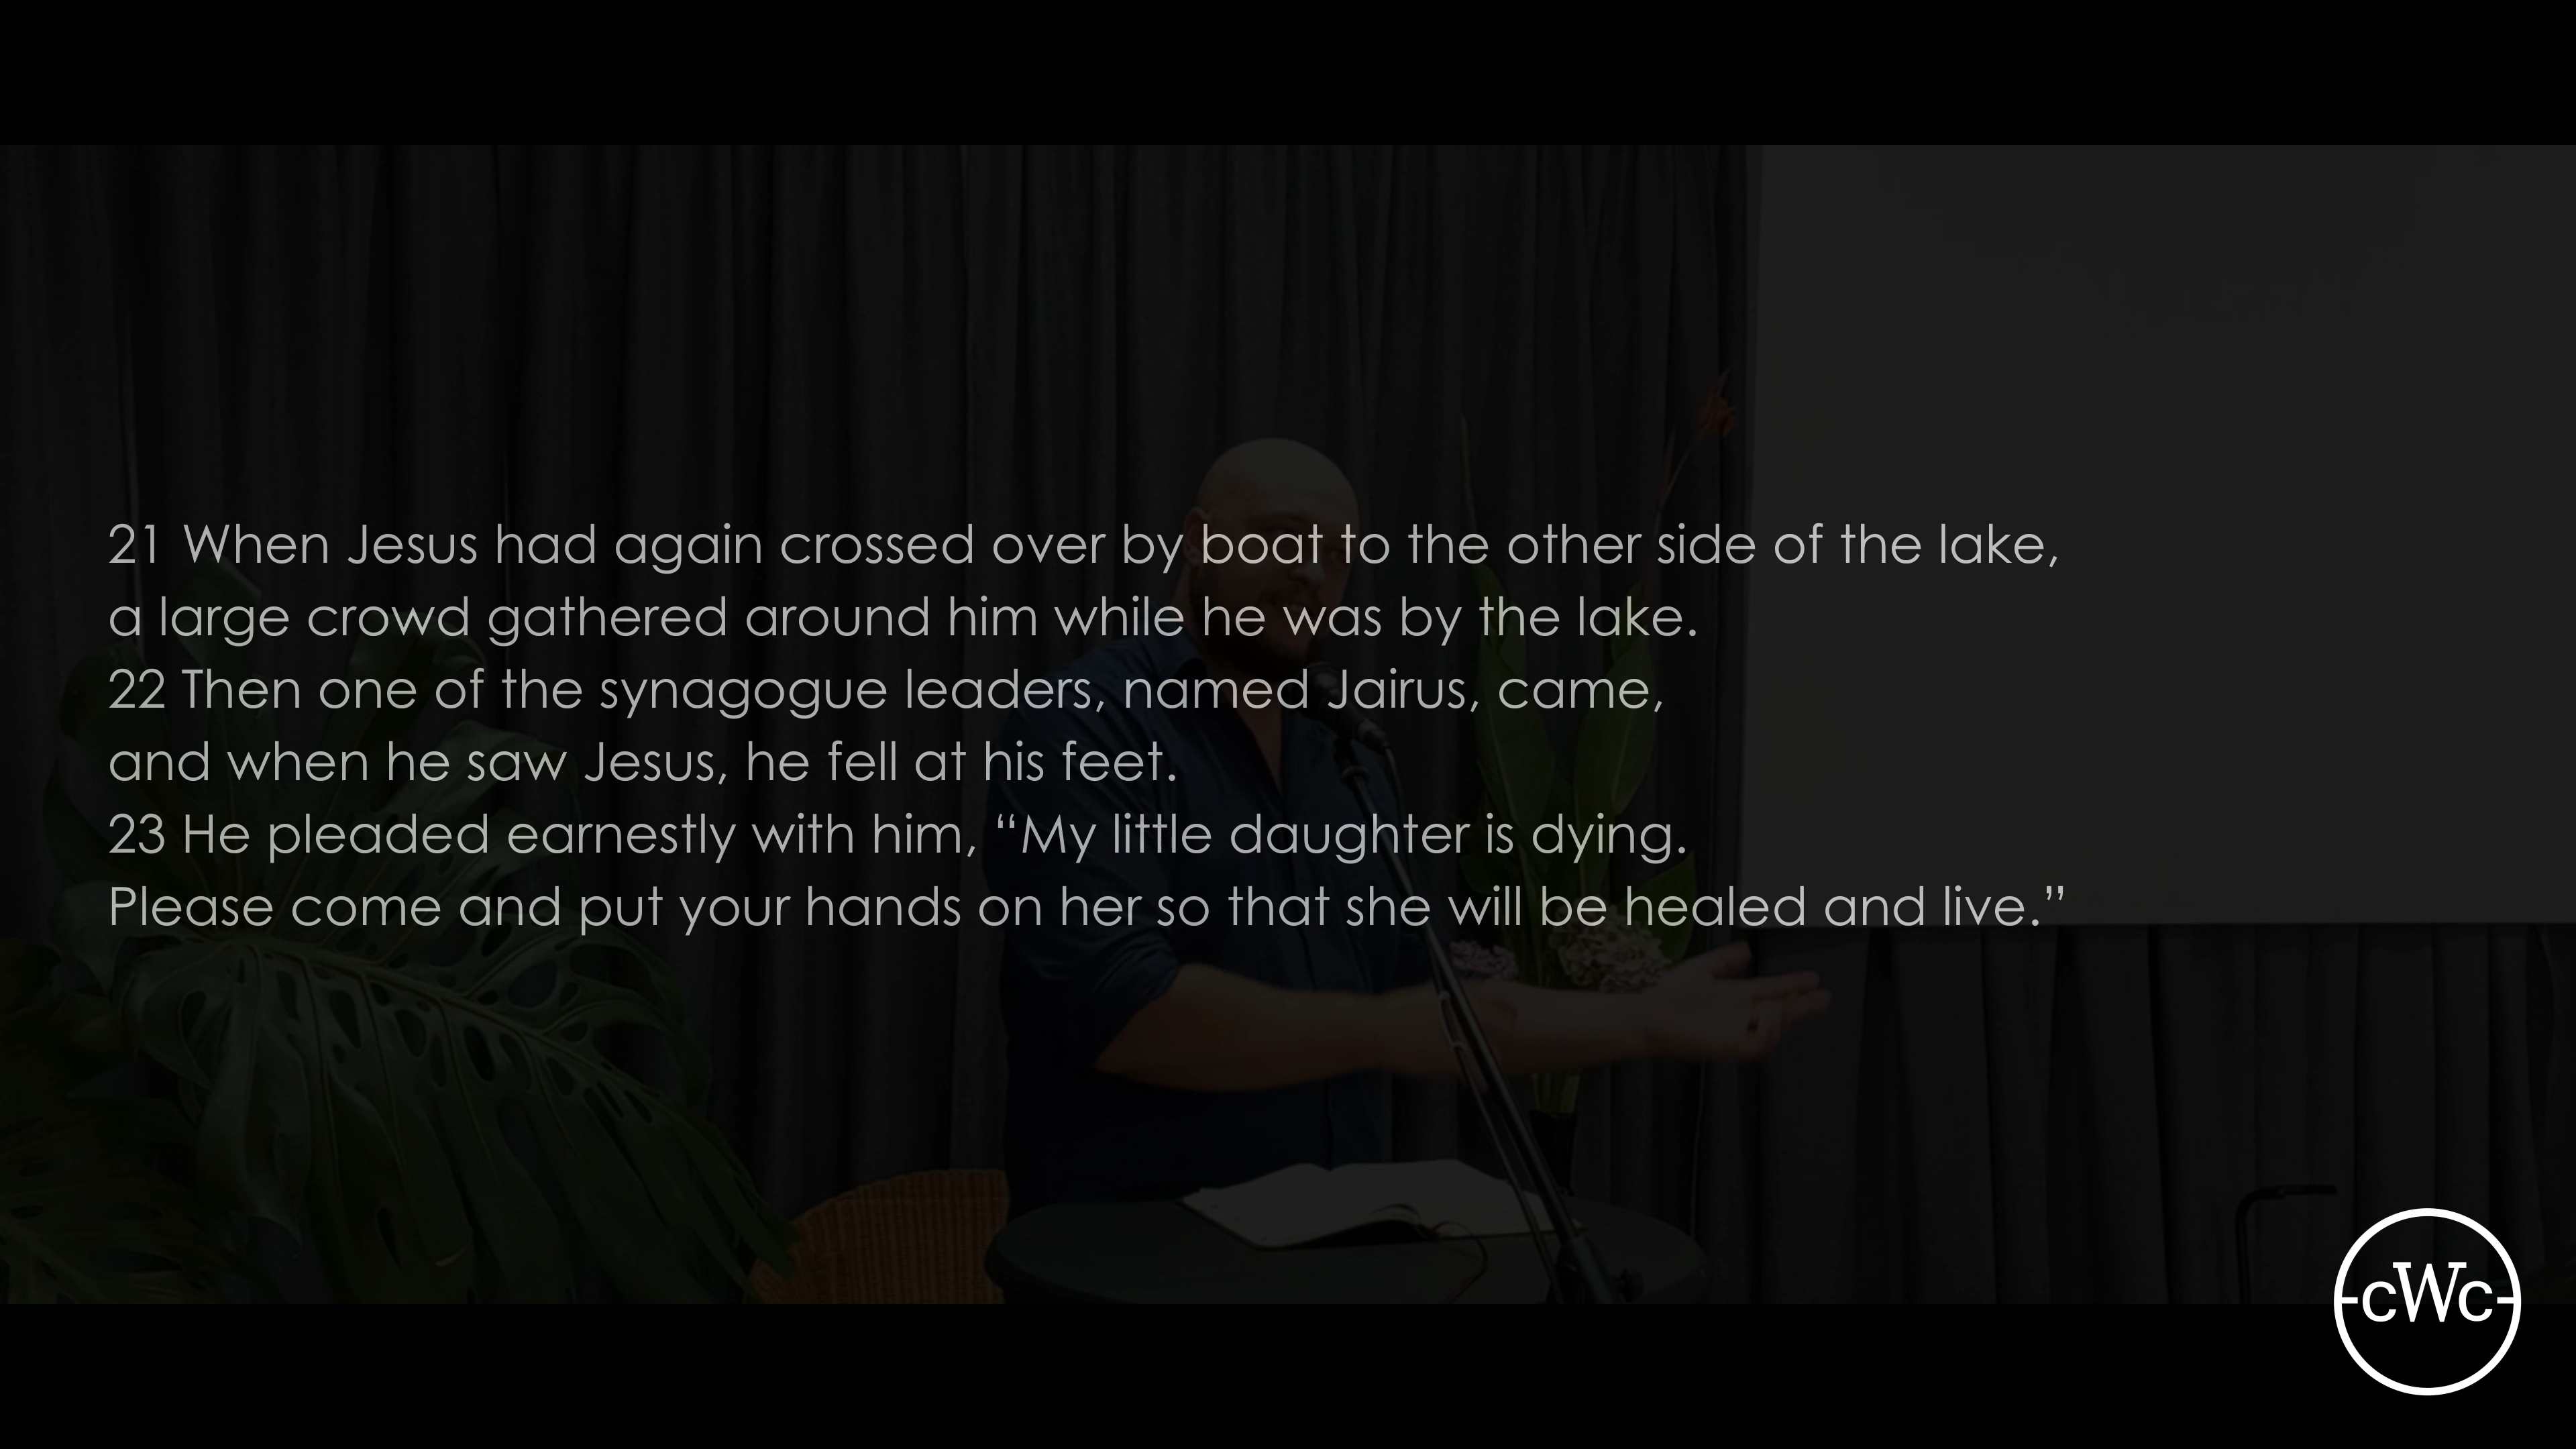 21 When Jesus had again crossed over by boat to the other side of the lake,
a large crowd gathered around him while he was by the lake.
22 Then one of the synagogue leaders, named Jairus, came,
and when he saw Jesus, he fell at his feet.
23 He pleaded earnestly with him, “My little daughter is dying.
Please come and put your hands on her so that she will be healed and live.”
cWc